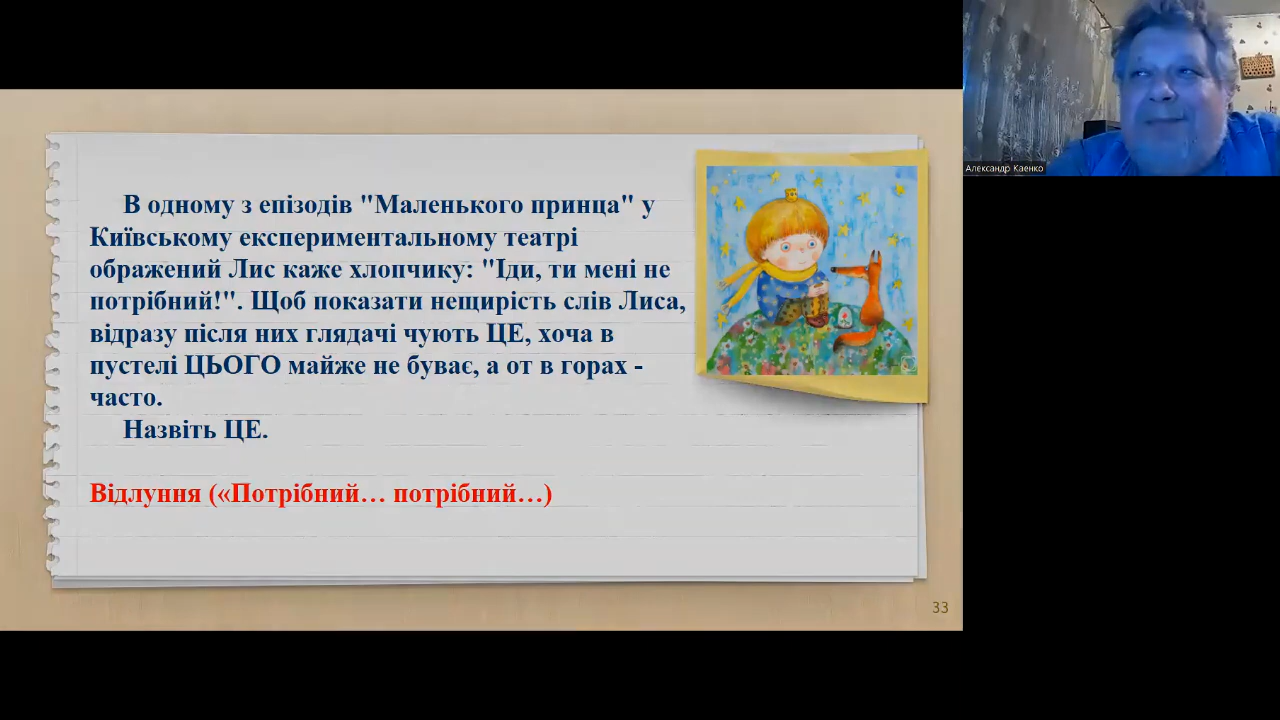 Александр Каенко
В одному з епізодів "Маленького принца" у
Київському експериментальному театрі
ображений Лис каже хлопчику: "Іди, ти мені не
потрібний!". Щоб показати нещирість слів Лиса,
відразу після них глядачі чують ЦЕ, хоча в
пустелі ЦЬОГО майже не буває, а от в горах -
часто.
Назвіть ЦЕ.
Відлуння («Потрібний… потрібний…)
33